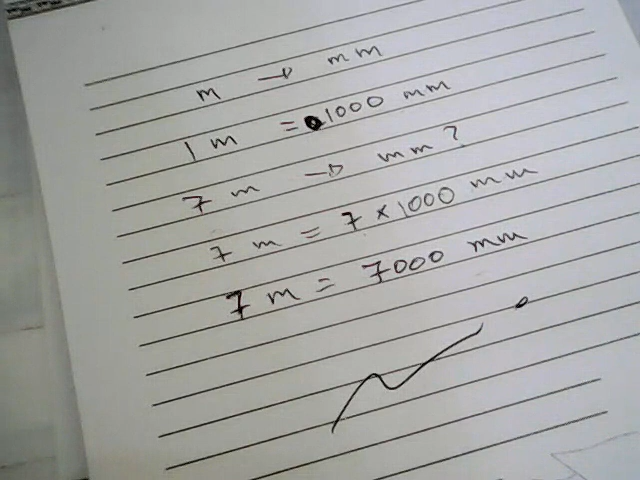 m → mm
1 m = 1000 mm
7 m → mm?
7 m = 7 × 1000 mm
7 m = 7000 mm